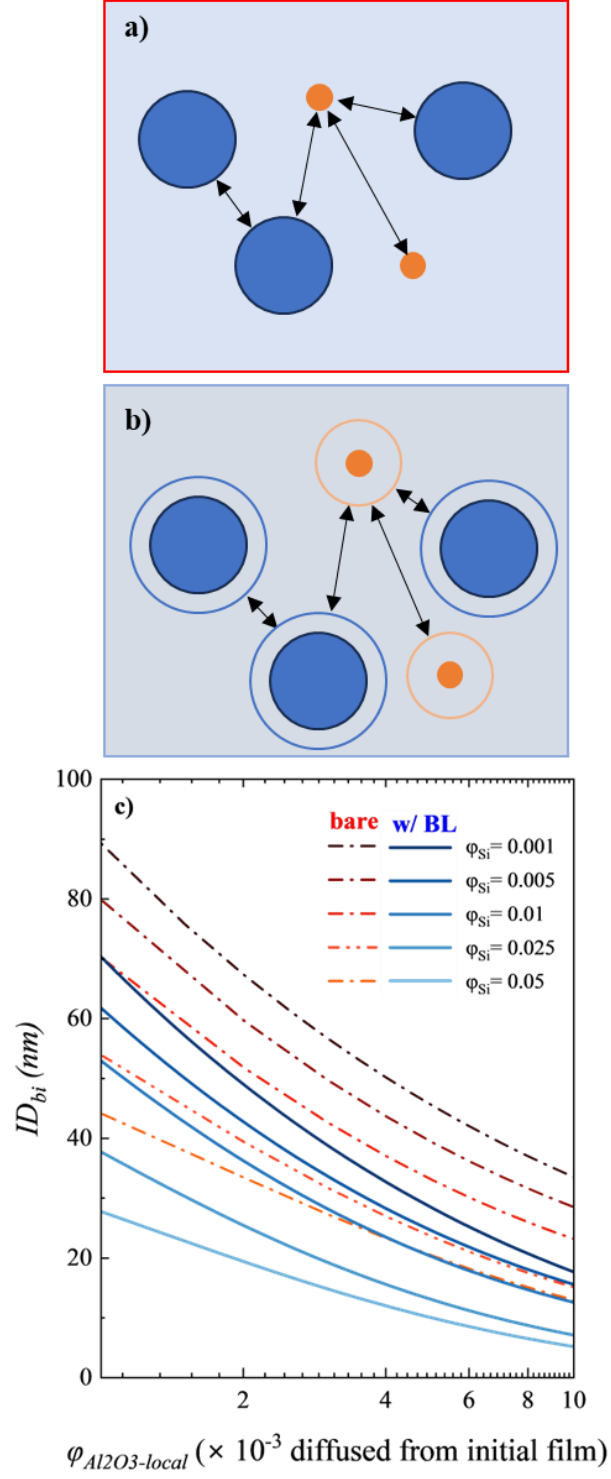 a)
b)
c)
bare w/ BL
φSi= 0.001
φSi= 0.005
φSi= 0.01
φSi= 0.025
φSi= 0.05
100
80
60
40
20
0
IDbi (nm)
2 4 6 8 10
φAl2O3-local (× 10-3 diffused from initial film)